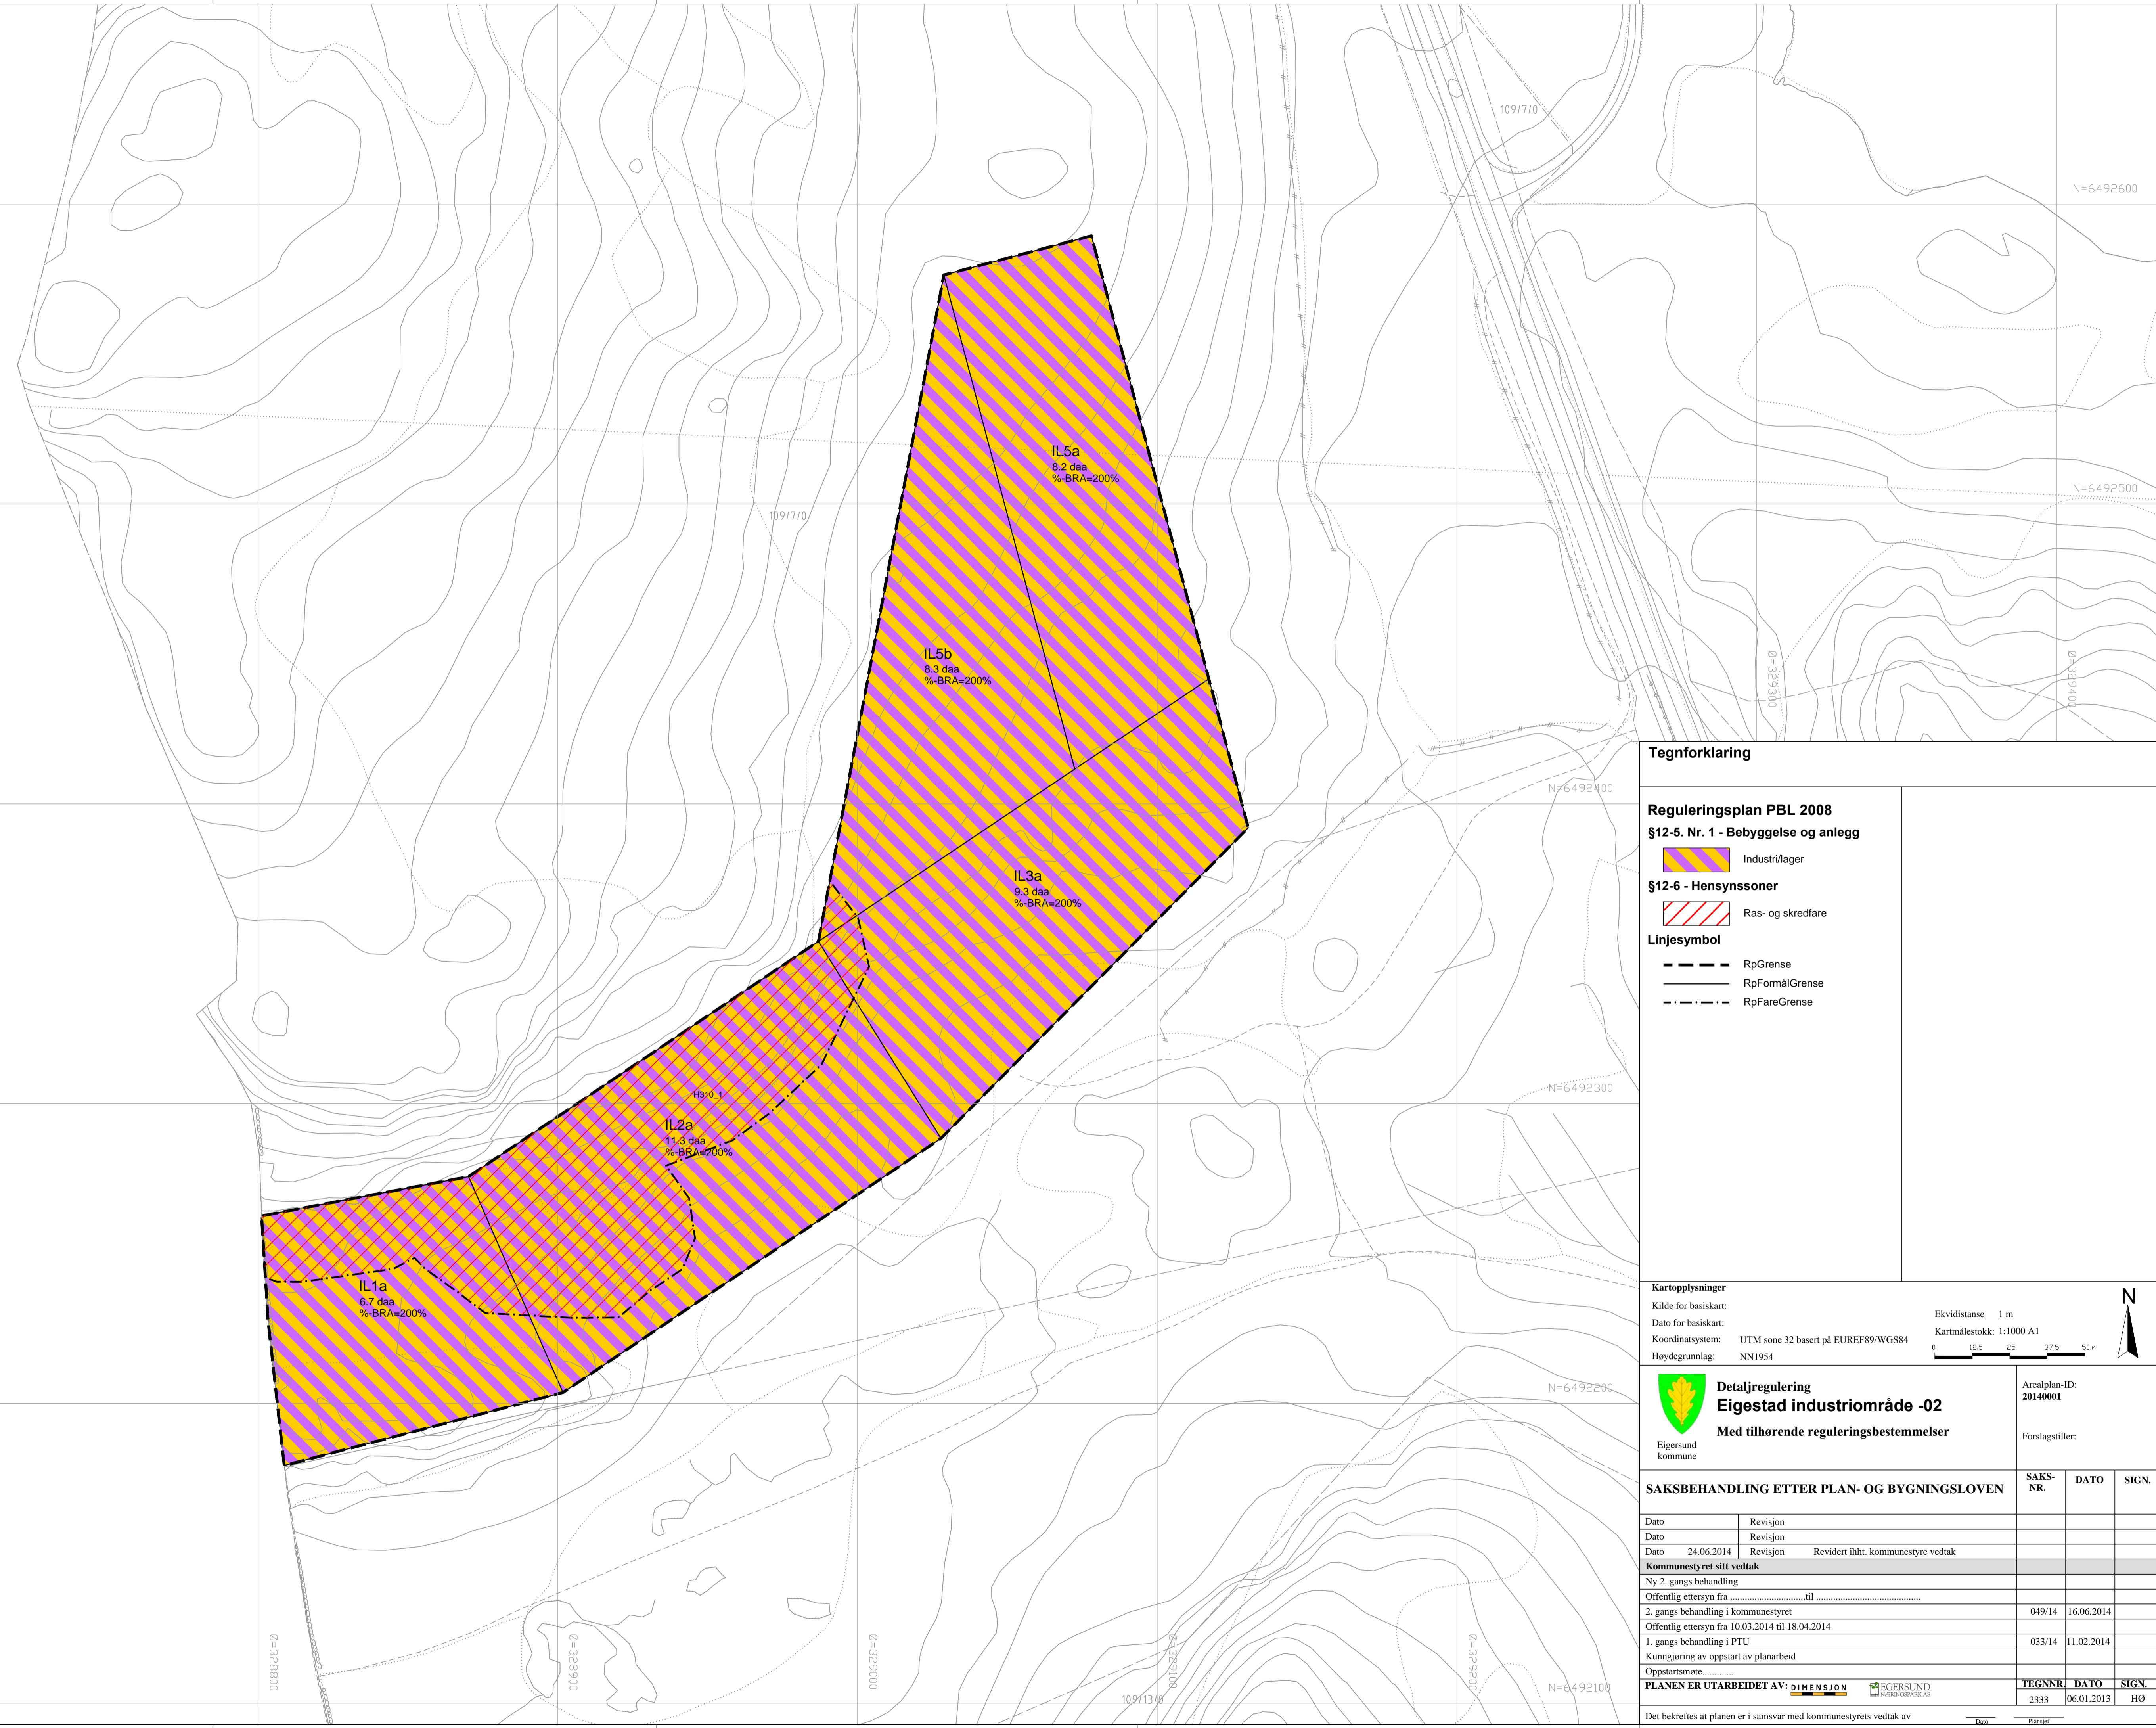 109/7/0
N=6492600
N=6492500
IL5a
8.2 daa
%-BRA=200%
109/7/0
IL5b
8.3 daa
%-BRA=200%
Ø=329300
Ø=329400
N=6492400
IL3a
9.3 daa
%-BRA=200%
N=6492300
H310_1
IL2a
11.3 daa
%-BRA=200%
IL1a
6.7 daa
%-BRA=200%
N=6492200
Ø=328800
Ø=328900
Ø=329000
Ø=329100
Ø=329200
N=6492100
109/13/0
Tegnforklaring
Reguleringsplan PBL 2008
§12-5. Nr. 1 - Bebyggelse og anlegg
Industri/lager
§12-6 - Hensynssoner
Ras- og skredfare
Linjesymbol
RpGrense
RpFormålGrense
RpFareGrense
Kartopplysninger
Kilde for basiskart:
Dato for basiskart:
Koordinatsystem: UTM sone 32 basert på EUREF89/WGS84
Høydegrunnlag: NN1954
Ekvidistanse 1 m
Kartmålestokk: 1:1000 A1
0 12.5 25 37.5 50.m
N
Eigersund
kommune
Detaljregulering
Eigestad industriområde -02
Med tilhørende reguleringsbestemmelser
Arealplan-ID:
20140001
Forslagstiller:
SAKSBEHANDLING ETTER PLAN- OG BYGNINGSLOVEN SAKS-NR. DATO SIGN.
Dato Revisjon
Dato Revisjon
Dato 24.06.2014 Revisjon Revidert ihht. kommunestyre vedtak
Kommunestyret sitt vedtak
Ny 2. gangs behandling
Offentlig ettersyn fra ................................til ............................................
2. gangs behandling i kommunestyret 049/14 16.06.2014
Offentlig ettersyn fra 10.03.2014 til 18.04.2014
1. gangs behandling i PTU 033/14 11.02.2014
Kunngjøring av oppstart av planarbeid
Oppstartsmøte.............
PLANEN ER UTARBEIDET AV: DIMENSJON EGERSUND NÆRINGSPARK AS
TEGNNR. DATO SIGN.
2333 06.01.2013 HØ
Det bekreftes at planen er i samsvar med kommunestyrets vedtak av
Dato Plansjef